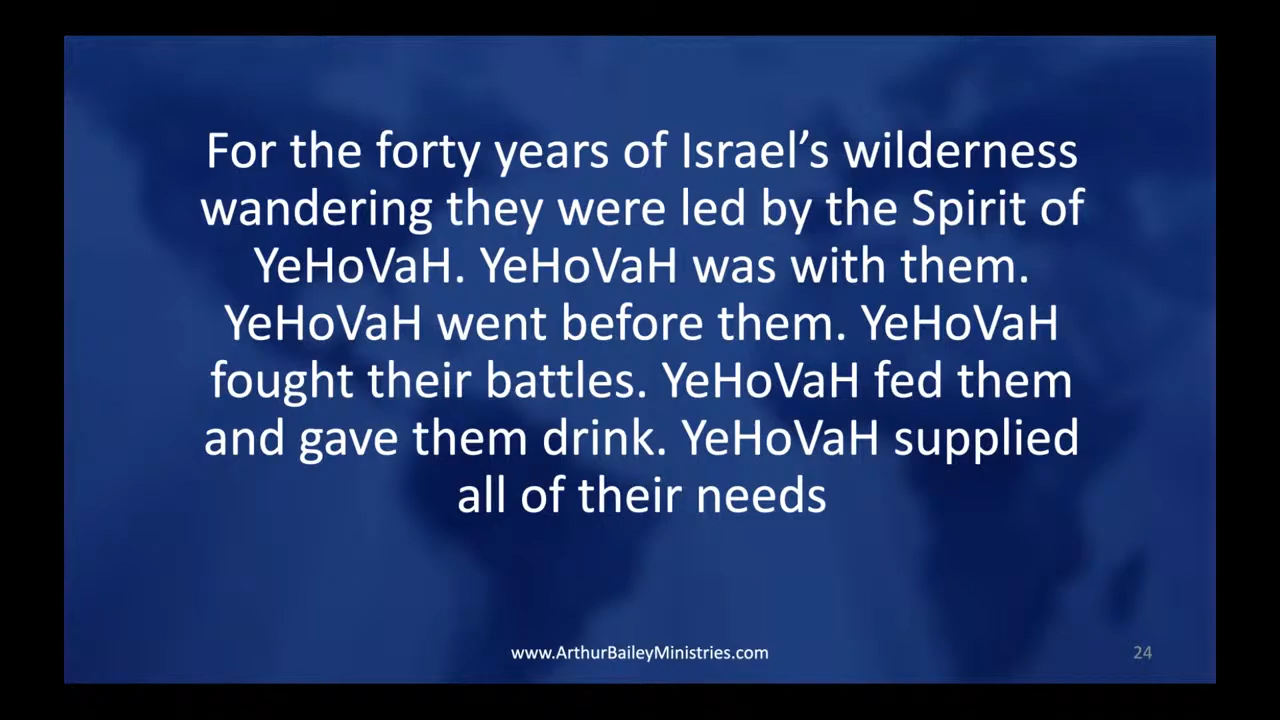 For the forty years of Israel’s wilderness
wandering they were led by the Spirit of
YeHoVaH. YeHoVaH was with them.
YeHoVaH went before them. YeHoVaH
fought their battles. YeHoVaH fed them
and gave them drink. YeHoVaH supplied
all of their needs
www.ArthurBaileyMinistries.com
24